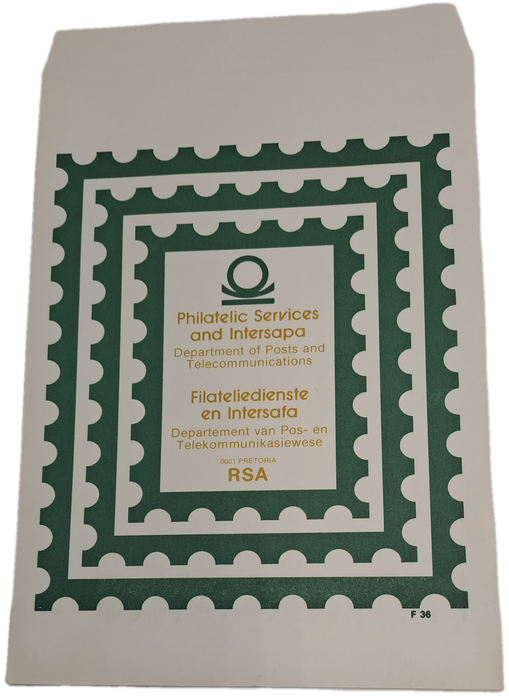 Philatelic Services
and Intersapa
Department of Posts and
Telecommunications
Filateliedienste
en Intersafa
Departement van Pos- en
Telekommunikasiewese
0001 PRETORIA
RSA
F 36